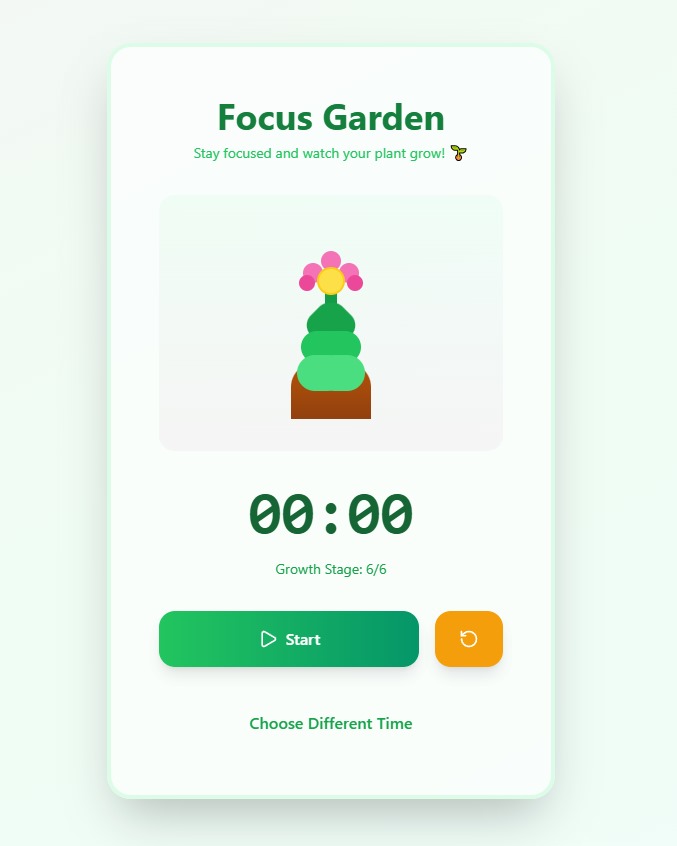 Focus Garden
Stay focused and watch your plant grow! 🌱
00:00
Growth Stage: 6/6
Start
Choose Different Time